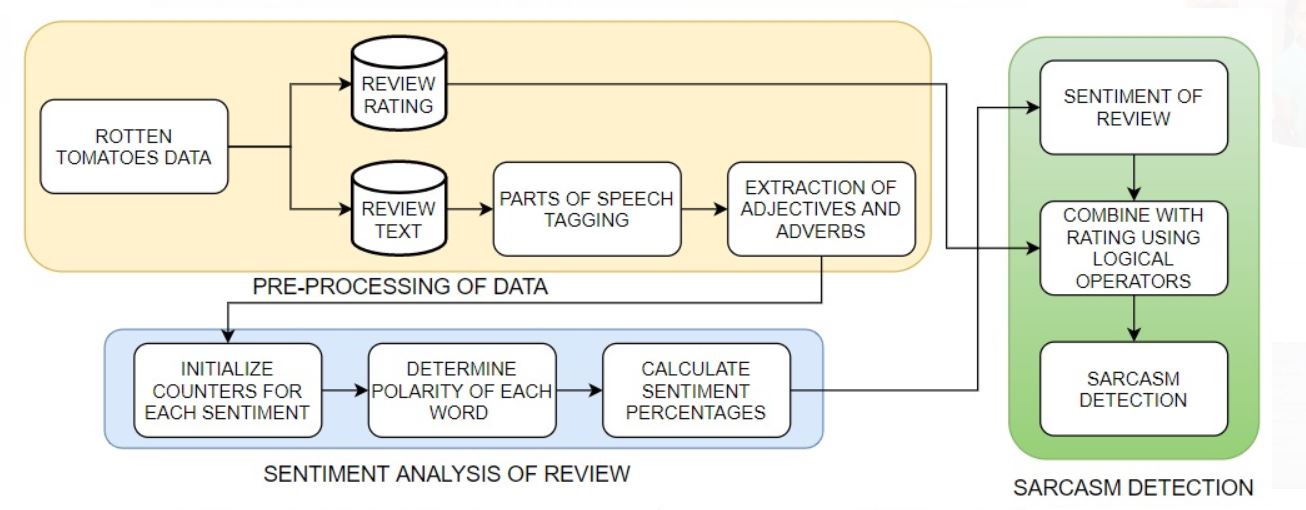 ROTTEN
TOMATOES DATA
REVIEW
RATING
REVIEW
TEXT
PARTS OF SPEECH
TAGGING
EXTRACTION OF
ADJECTIVES AND
ADVERBS
PRE-PROCESSING OF DATA
INITIALIZE
COUNTERS FOR
EACH SENTIMENT
DETERMINE
POLARITY OF EACH
WORD
CALCULATE
SENTIMENT
PERCENTAGES
SENTIMENT ANALYSIS OF REVIEW
SENTIMENT OF
REVIEW
COMBINE WITH
RATING USING
LOGICAL
OPERATORS
SARCASM
DETECTION
SARCASM DETECTION